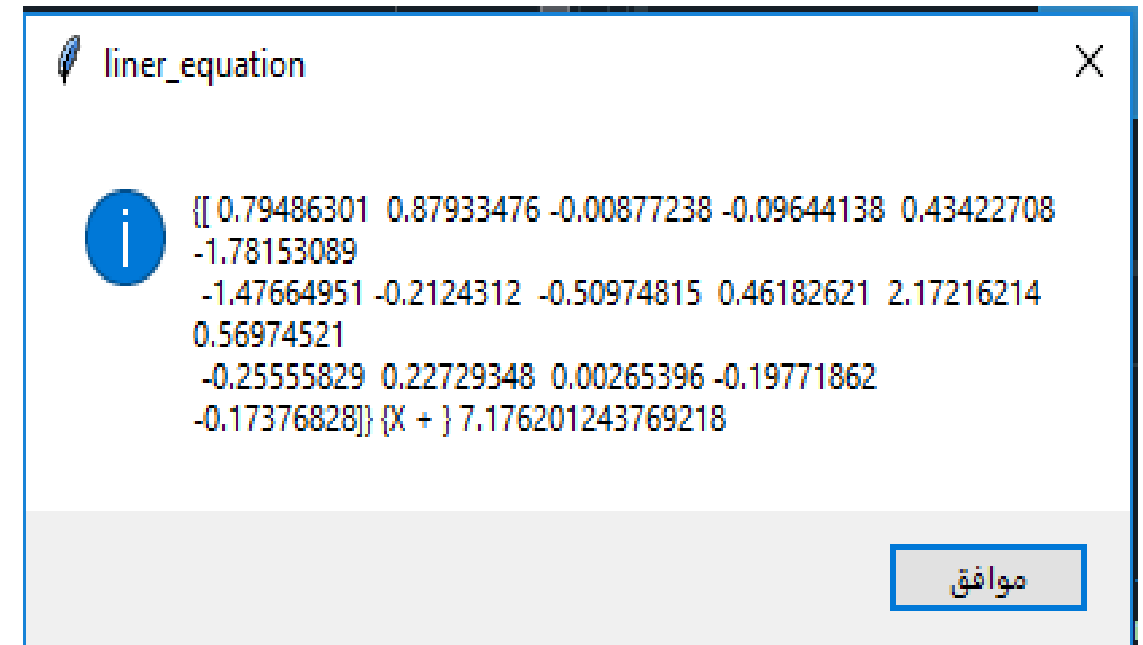 liner_equation
{[ 0.79486301  0.87933476 -0.00877238 -0.09644138  0.43422708
-1.78153089
 -1.47664951 -0.2124312  -0.50974815  0.46182621  2.17216214
0.56974521
 -0.25555829  0.22729348  0.00265396 -0.19771862
-0.17376828]} {X + } 7.176201243769218
موافق